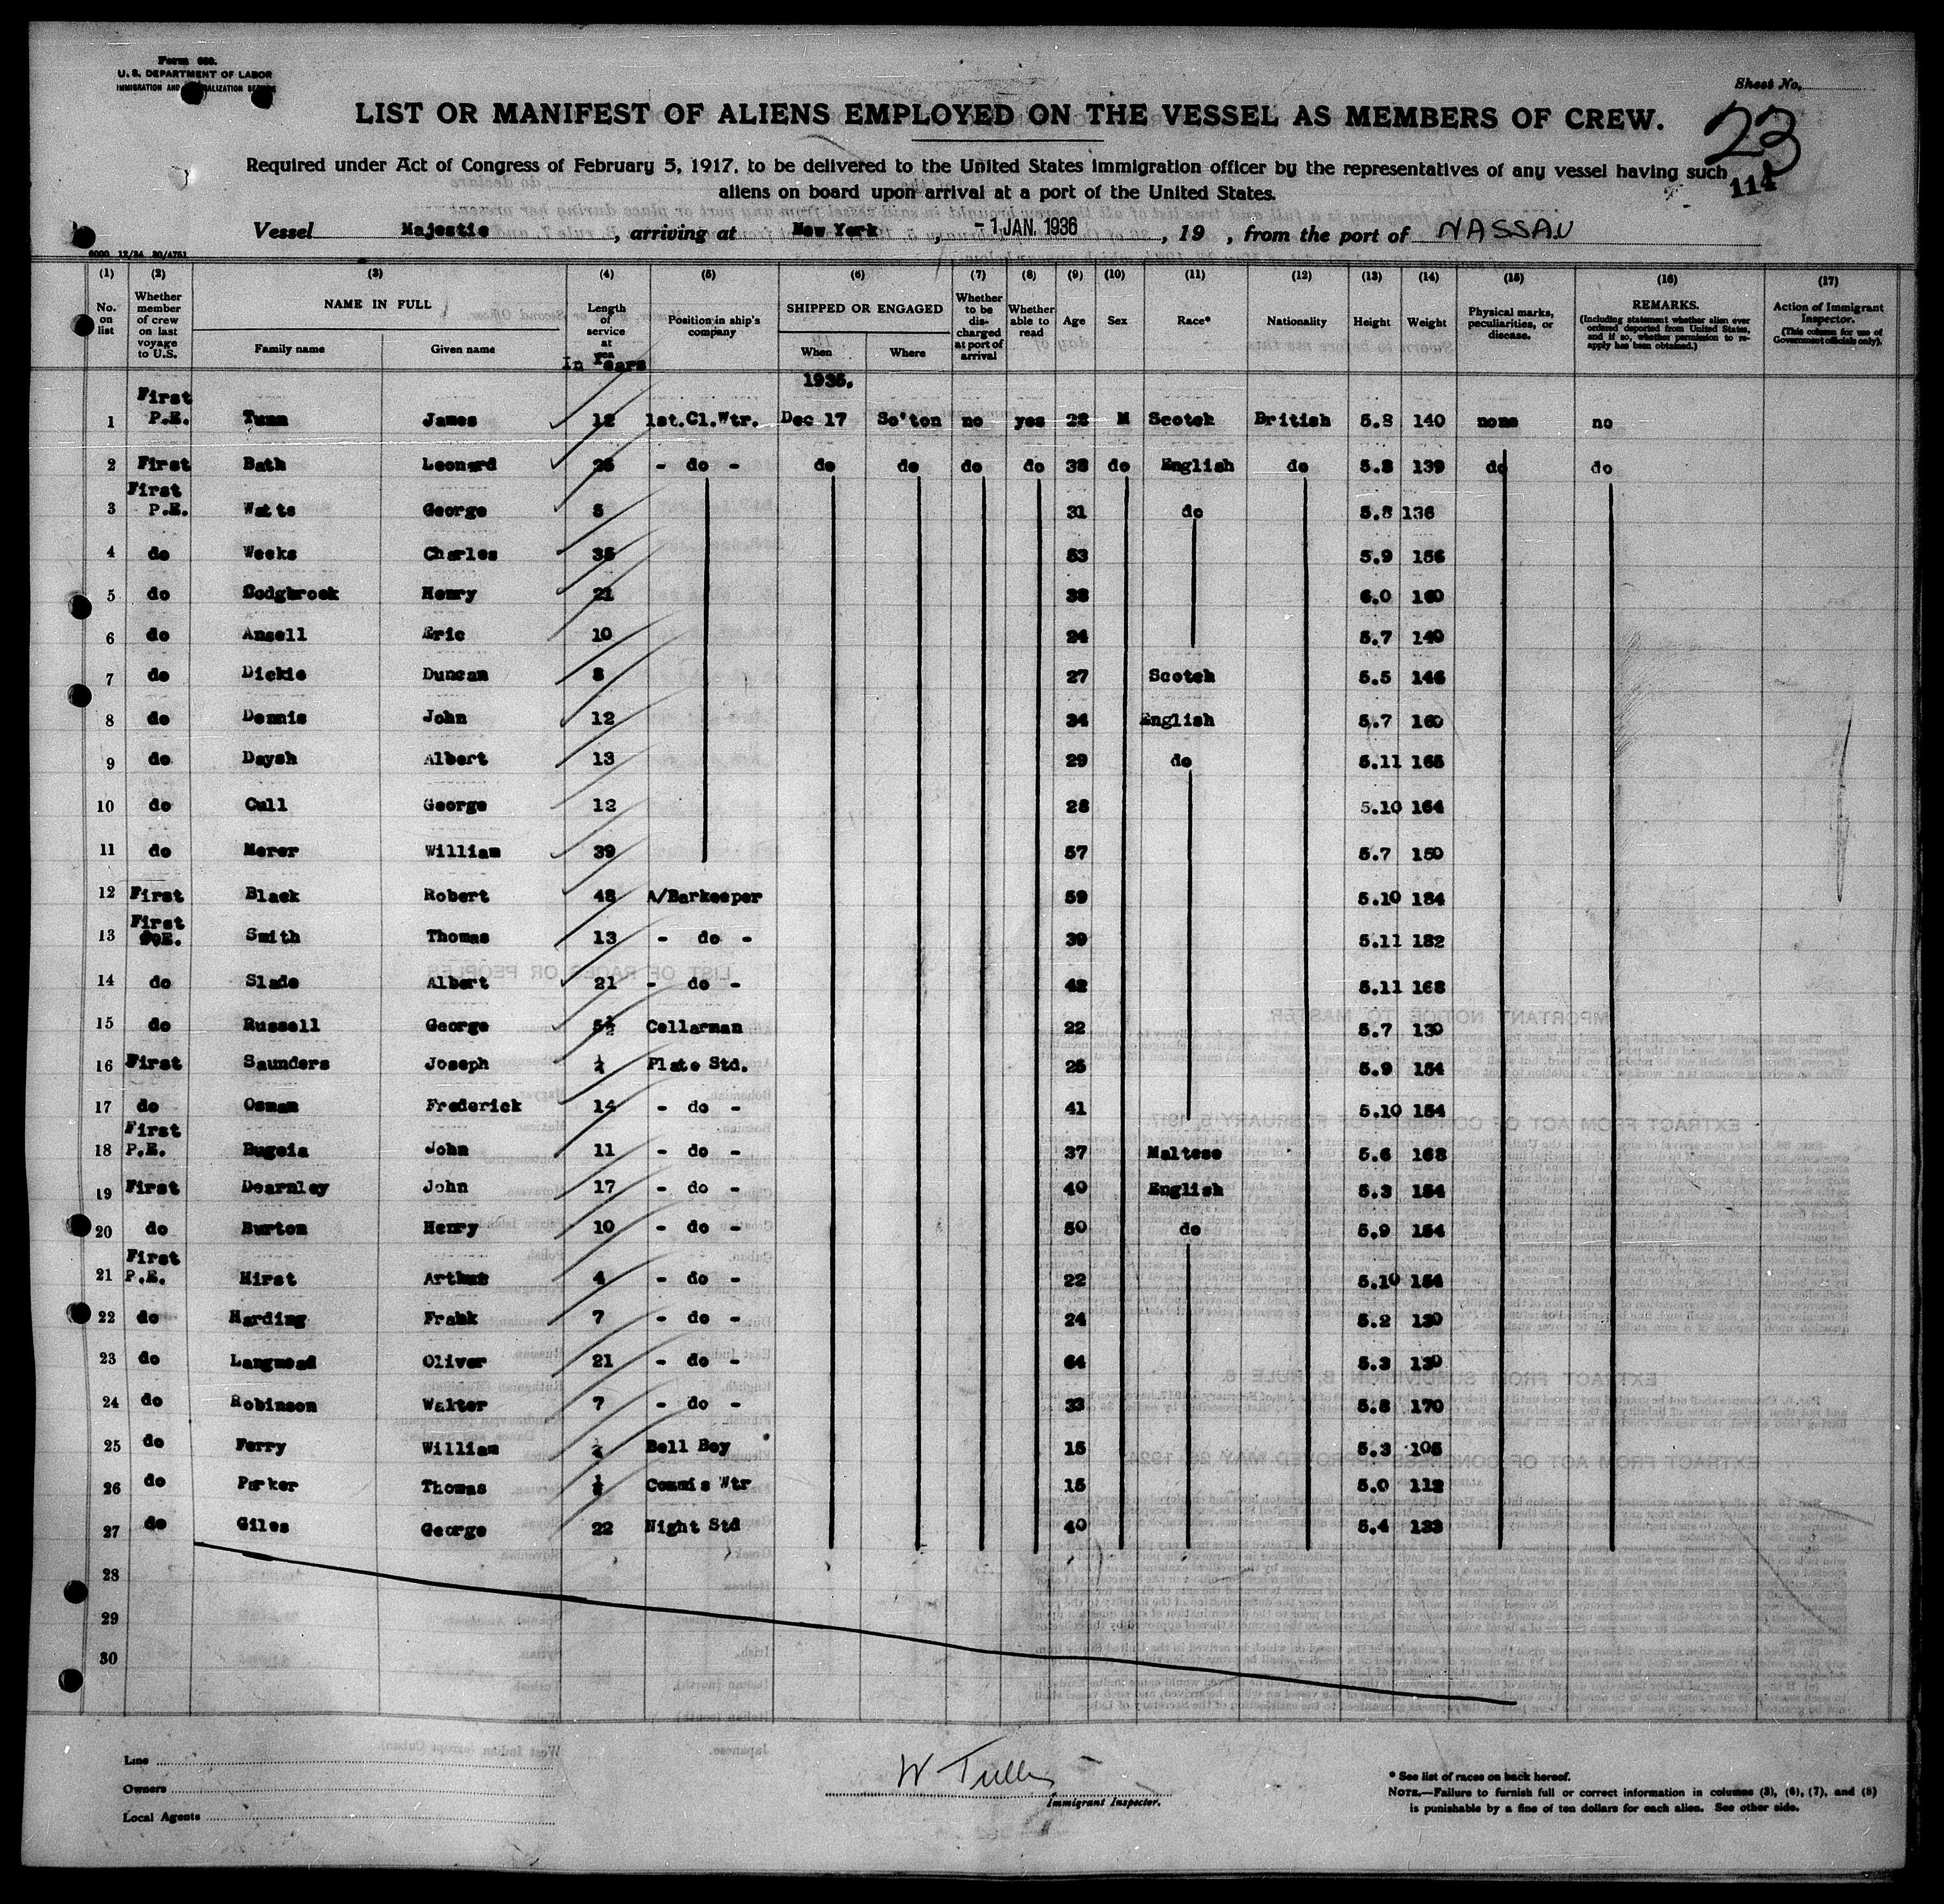 Form 680.
U. S. DEPARTMENT OF LABOR
IMMIGRATION AND
Sheet No.
23
114
LIST OR MANIFEST OF ALIENS EMPLOYED ON THE VESSEL AS MEMBERS OF CREW.
Required under Act of Congress of February 5, 1917, to be delivered to the United States immigration officer by the representatives of any vessel having such
aliens on board upon arrival at a port of the United States.
Vessel Majestic, arriving at New York, - 1 JAN. 1936, 19 , from the port of NASSAU
(1) (2) (3) (4) (5) (6) (7) (8) (9) (10) (11) (12) (13) (14) (15) (16) (17)
No. on list
Whether member of crew on last voyage to U.S.
NAME IN FULL
Family name Given name
Length of service at sea
In Years
Position in ship's company
SHIPPED OR ENGAGED
When Where
Whether to be discharged at port of arrival
Whether able to read
Age Sex Race* Nationality Height Weight
Physical marks, peculiarities, or disease.
REMARKS.
(Including statement whether alien ever ordered deported from United States, and if so, whether permission to reapply has been obtained.)
Action of Immigrant Inspector.
(This column for use of Government officials only).
1935.
1 First P.E. Tunn James 12 1st.Cl.Wtr. Dec 17 So'ton no yes 28 M Scotch British 5.8 140 none no
2 First Bath Leonard 25 - do - do do do do 38 do English do 5.8 139 do do
3 First P.E. Watts George 5 31 do 5.8 136
4 do Weeks Charles 35 53 5.9 156
5 do Sodgbrook Henry 21 38 6.0 160
6 do Ansell Eric 10 24 5.7 140
7 do Dickie Duncan 8 27 Scotch 5.5 146
8 do Dennis John 12 34 English 5.7 160
9 do Daysh Albert 13 29 do 5.11 165
10 do Cull George 12 28 5.10 164
11 do Merer William 39 57 5.7 150
12 First Black Robert 48 A/Barkeeper 59 5.10 184
13 First P.E. Smith Thomas 13 - do - 39 5.11 182
14 do Slade Albert 21 - do - 42 5.11 168
15 do Russell George 5½ Cellarman 22 5.7 130
16 First Saunders Joseph Plate Std. 25 5.9 154
17 do Osman Frederick 14 - do - 41 5.10 154
18 First P.E. Bugeia John 11 - do - 37 Maltese 5.6 168
19 First Dearnley John 17 - do - 40 English 5.3 154
20 do Burton Henry 10 - do - 50 do 5.9 154
21 First P.E. Hirst Arthur 4 - do - 22 5.10 154
22 do Harding Frank 7 - do - 24 5.2 130
23 do Langmead Oliver 21 - do - 64 5.3 130
24 do Robinson Walter 7 - do - 33 5.8 170
25 do Ferry William Bell Boy 15 5.3 105
26 do Parker Thomas Commis Wtr 15 5.0 112
27 do Giles George 22 Night Std 40 5.4 133
28
29
30
Line
Owners
Local Agents
Immigrant Inspector.
* See list of races on back hereof.
NOTE.—Failure to furnish full or correct information in columns (3), (6), (7), and (8)
is punishable by a fine of ten dollars for each alien. See other side.